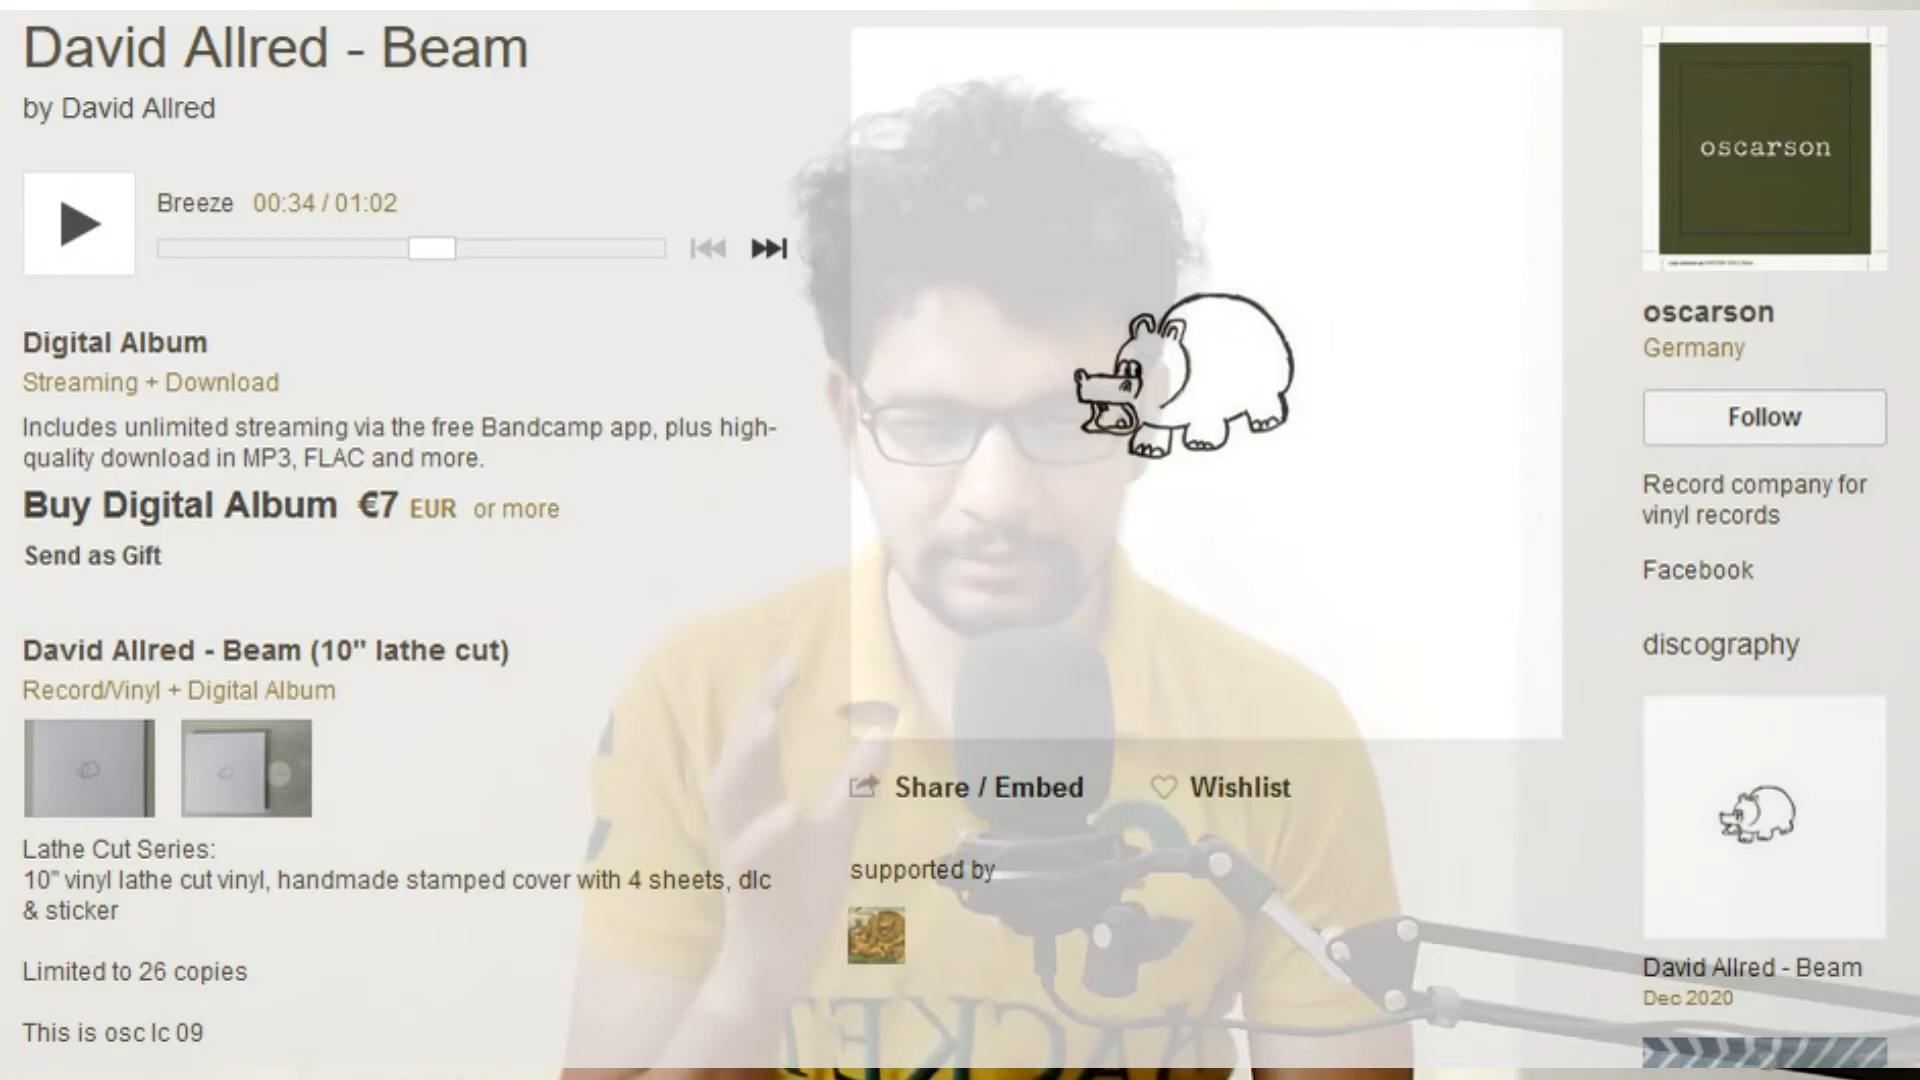 David Allred - Beam
by David Allred
Breeze 00:34 / 01:02
Digital Album
Streaming + Download
Includes unlimited streaming via the free Bandcamp app, plus high-
quality download in MP3, FLAC and more.
Buy Digital Album €7 EUR or more
Send as Gift
David Allred - Beam (10" lathe cut)
Record/Vinyl + Digital Album
Lathe Cut Series:
10" vinyl lathe cut vinyl, handmade stamped cover with 4 sheets, dlc
& sticker
Limited to 26 copies
This is osc lc 09
Share / Embed
Wishlist
supported by
oscarson
oscarson
Germany
Follow
Record company for
vinyl records
Facebook
discography
David Allred - Beam
Dec 2020